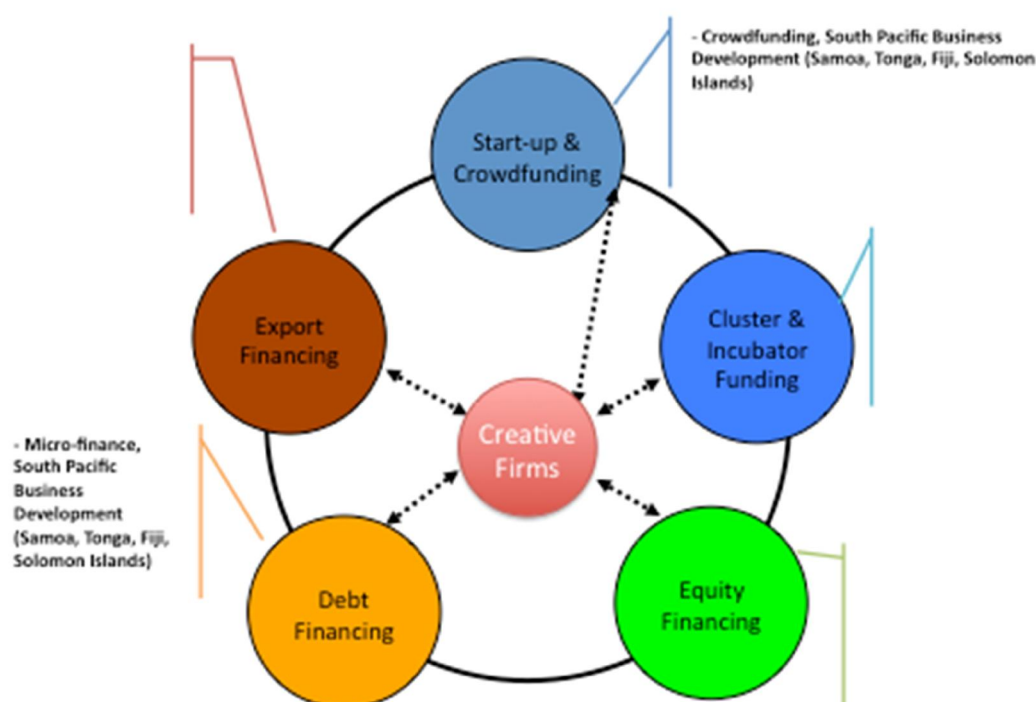 - Crowdfunding, South Pacific Business
Development (Samoa, Tonga, Fiji, Solomon
Islands)
Start-up &
Crowdfunding
Export
Financing
Cluster &
Incubator
Funding
Creative
Firms
- Micro-finance,
South Pacific
Business
Development
(Samoa, Tonga, Fiji,
Solomon Islands)
Debt
Financing
Equity
Financing